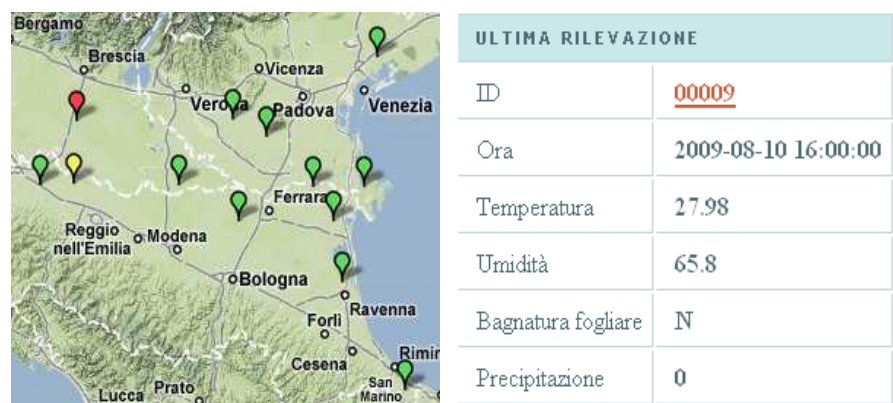 Bergamo
Brescia
Vicenza
Verona
Padova
Venezia
Ferrara
Reggio
nell'Emilia
Modena
Bologna
Ravenna
Forlì
Cesena
Rimir
San
Marino
Prato
Lucca
ULTIMA RILEVAZIONE
ID 00009
Ora 2009-08-10 16:00:00
Temperatura 27.98
Umidità 65.8
Bagnatura fogliare N
Precipitazione 0